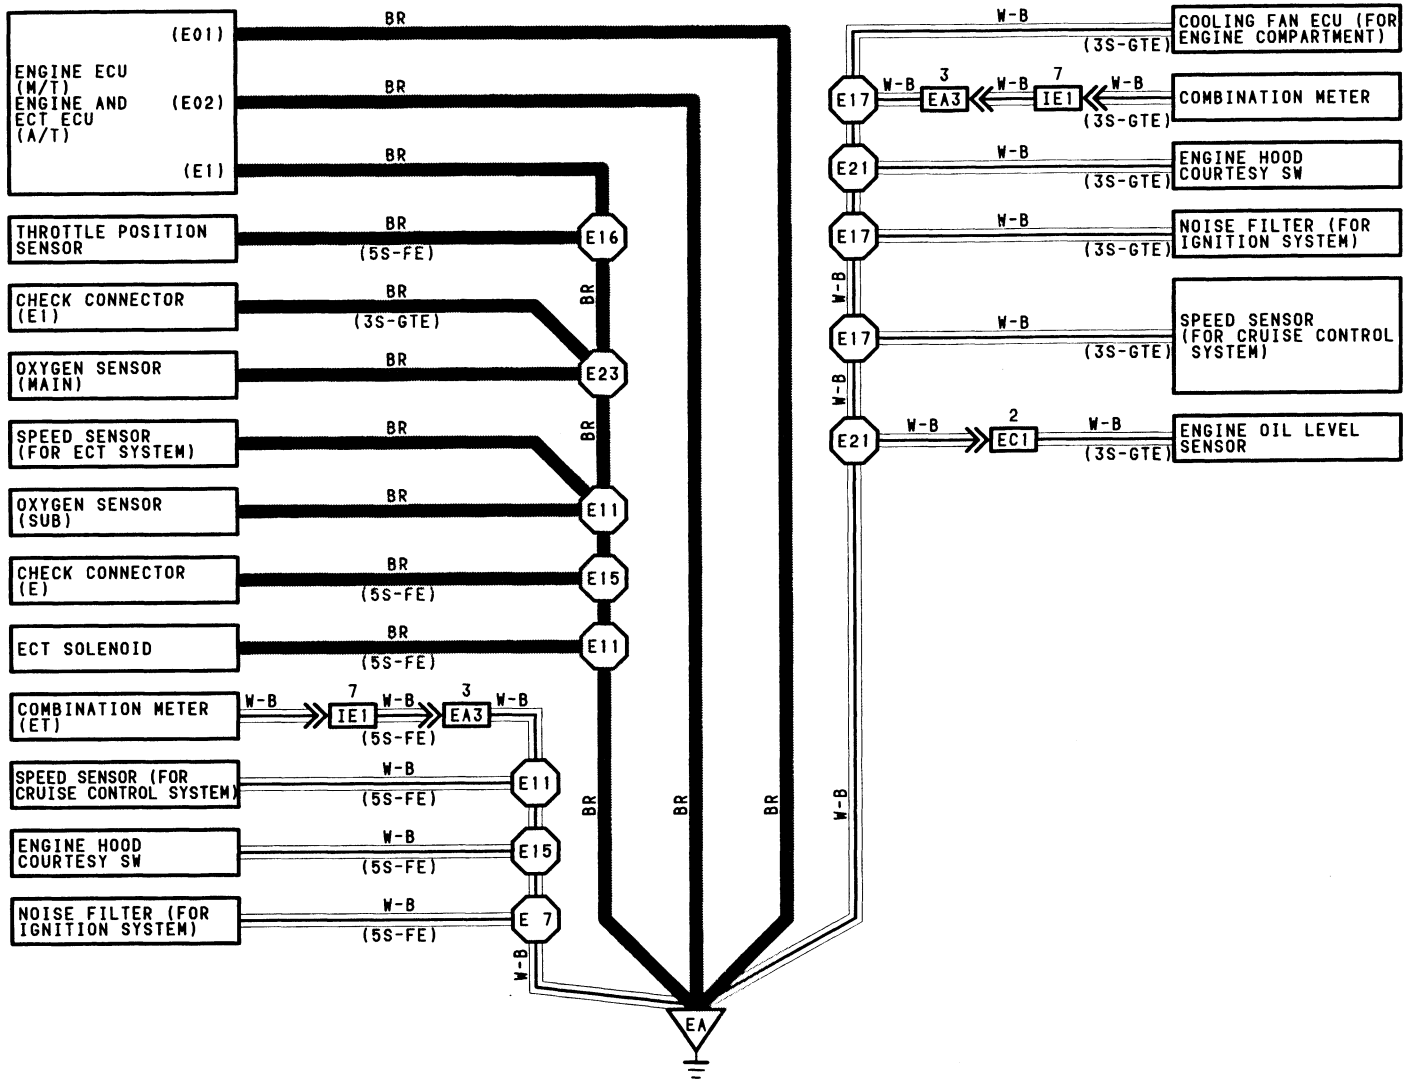 ENGINE ECU
(M/T)
ENGINE AND
ECT ECU
(A/T)
(E01)
BR
(E02)
BR
(E1)
BR
THROTTLE POSITION
SENSOR
BR
(5S-FE)
E16
BR
CHECK CONNECTOR
(E1)
BR
(3S-GTE)
OXYGEN SENSOR
(MAIN)
BR
E23
BR
SPEED SENSOR
(FOR ECT SYSTEM)
BR
OXYGEN SENSOR
(SUB)
BR
E11
CHECK CONNECTOR
(E)
BR
(5S-FE)
E15
ECT SOLENOID
BR
(5S-FE)
E11
COMBINATION METER
(ET)
W-B
7
IE1
W-B
(5S-FE)
3
EA3
W-B
SPEED SENSOR (FOR
CRUISE CONTROL SYSTEM)
W-B
(5S-FE)
E11
ENGINE HOOD
COURTESY SW
W-B
(5S-FE)
E15
NOISE FILTER (FOR
IGNITION SYSTEM)
W-B
(5S-FE)
E 7
W-B
BR
BR
BR
W-B
EA
W-B
(3S-GTE)
COOLING FAN ECU (FOR
ENGINE COMPARTMENT)
E17
W-B
3
EA3
W-B
7
IE1
W-B
(3S-GTE)
COMBINATION METER
E21
W-B
(3S-GTE)
ENGINE HOOD
COURTESY SW
E17
W-B
(3S-GTE)
NOISE FILTER (FOR
IGNITION SYSTEM)
W-B
E17
W-B
(3S-GTE)
SPEED SENSOR
(FOR CRUISE CONTROL
SYSTEM)
W-B
E21
W-B
2
EC1
W-B
(3S-GTE)
ENGINE OIL LEVEL
SENSOR